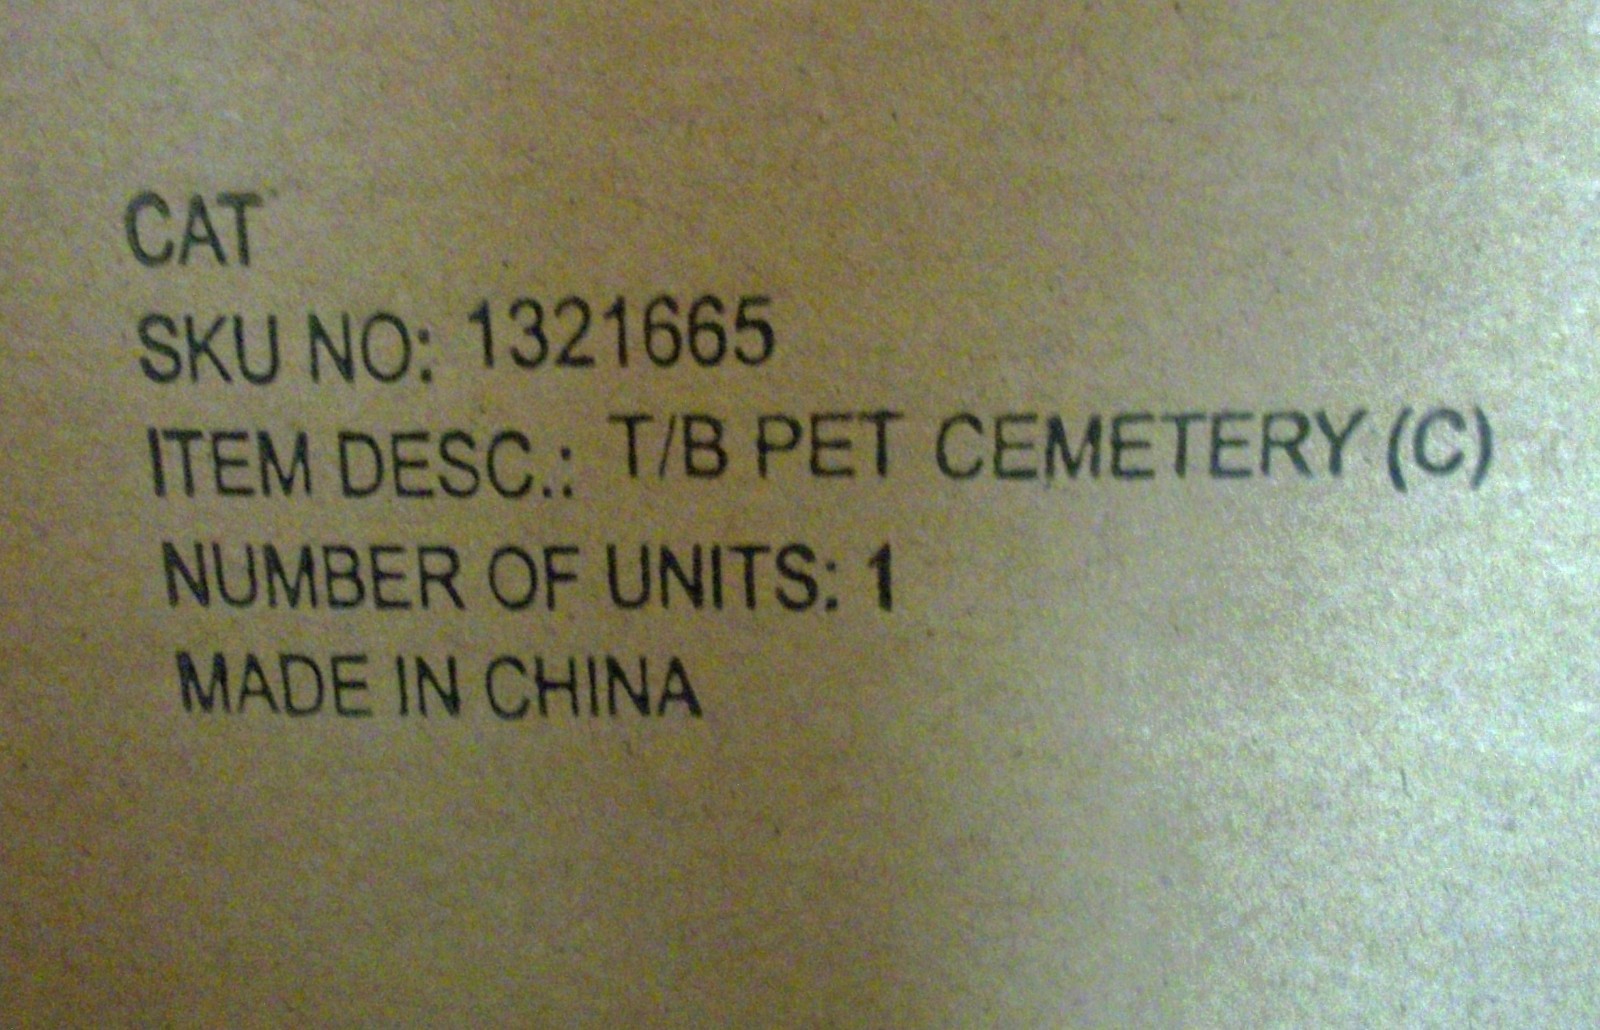 CAT
SKU NO: 1321665
ITEM DESC.: T/B PET CEMETERY (C)
NUMBER OF UNITS: 1
MADE IN CHINA